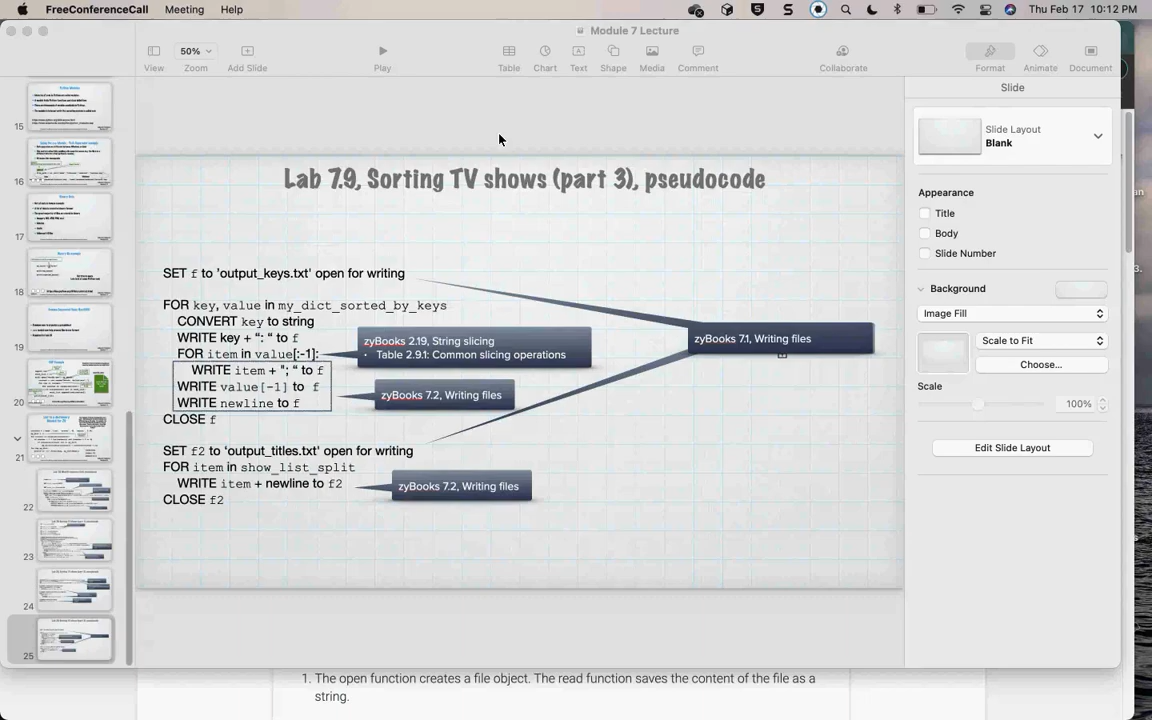 FreeConferenceCall Meeting Help Thu Feb 17 10:12 PM
Module 7 Lecture
50%
View Zoom Add Slide Play Table Chart Text Shape Media Comment Collaborate Format Animate Document
Slide
Slide Layout
Blank
Appearance
Title
Body
Slide Number
Background
Image Fill
Scale to Fit
Choose...
Scale
100%
Edit Slide Layout
15
16
17
18
19
20
21
22
23
24
25
Lab 7.9, Sorting TV shows (part 3), pseudocode
SET f to 'output_keys.txt' open for writing
FOR key, value in my_dict_sorted_by_keys
CONVERT key to string
WRITE key + “: “ to f
FOR item in value[:-1]:
WRITE item + "; “ to f
WRITE value[-1] to f
WRITE newline to f
CLOSE f
SET f2 to 'output_titles.txt' open for writing
FOR item in show_list_split
WRITE item + newline to f2
CLOSE f2
zyBooks 2.19, String slicing
• Table 2.9.1: Common slicing operations
zyBooks 7.2, Writing files
zyBooks 7.1, Writing files
zyBooks 7.2, Writing files
1. The open function creates a file object. The read function saves the content of the file as a
string.